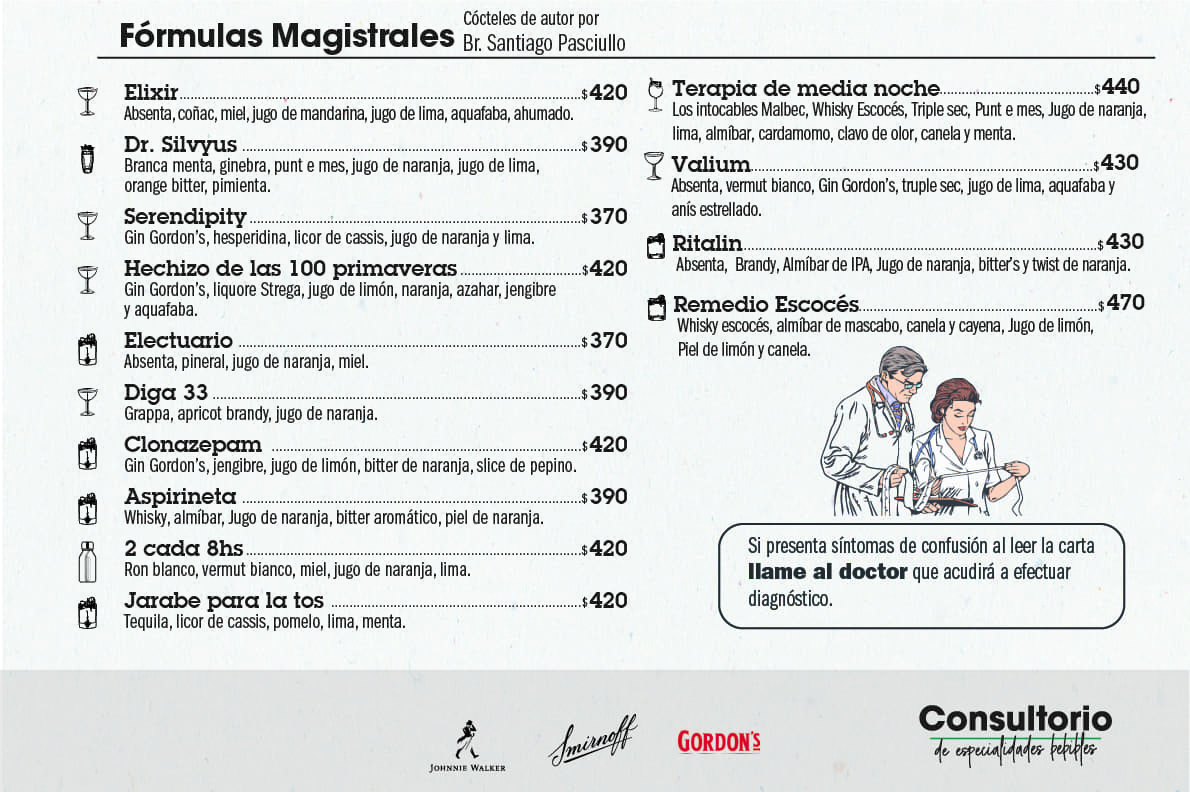 Fórmulas Magistrales
Cócteles de autor por
Br. Santiago Pasciullo
Elixir........$420
Absenta, coñac, miel, jugo de mandarina, jugo de lima, aquafaba, ahumado.
Dr. Silvyus ........$390
Branca menta, ginebra, punt e mes, jugo de naranja, jugo de lima,
orange bitter, pimienta.
Serendipity........$370
Gin Gordon's, hesperidina, licor de cassis, jugo de naranja y lima.
Hechizo de las 100 primaveras........$420
Gin Gordon's, liquore Strega, jugo de limón, naranja, azahar, jengibre
y aquafaba.
Electuario ........$370
Absenta, pineral, jugo de naranja, miel.
Diga 33 ........$390
Grappa, apricot brandy, jugo de naranja.
Clonazepam ........$420
Gin Gordon's, jengibre, jugo de limón, bitter de naranja, slice de pepino.
Aspirineta ........$390
Whisky, almíbar, Jugo de naranja, bitter aromático, piel de naranja.
2 cada 8hs........$420
Ron blanco, vermut bianco, miel, jugo de naranja, lima.
Jarabe para la tos ........$420
Tequila, licor de cassis, pomelo, lima, menta.
Terapia de media noche........$440
Los intocables Malbec, Whisky Escocés, Triple sec, Punt e mes, Jugo de naranja,
lima, almíbar, cardamomo, clavo de olor, canela y menta.
Valium........$430
Absenta, vermut bianco, Gin Gordon's, truple sec, jugo de lima, aquafaba y
anís estrellado.
Ritalin........$430
Absenta, Brandy, Almíbar de IPA, Jugo de naranja, bitter's y twist de naranja.
Remedio Escocés........$470
Whisky escocés, almíbar de mascabo, canela y cayena, Jugo de limón,
Piel de limón y canela.
Si presenta síntomas de confusión al leer la carta
llame al doctor que acudirá a efectuar
diagnóstico.
JOHNNIE WALKER
Smirnoff
GORDON'S
Consultorio
de especialidades bebibles